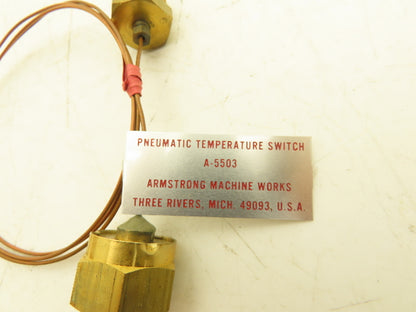 PNEUMATIC TEMPERATURE SWITCH
A-5503
ARMSTRONG MACHINE WORKS
THREE RIVERS, MICH. 49093, U.S.A.